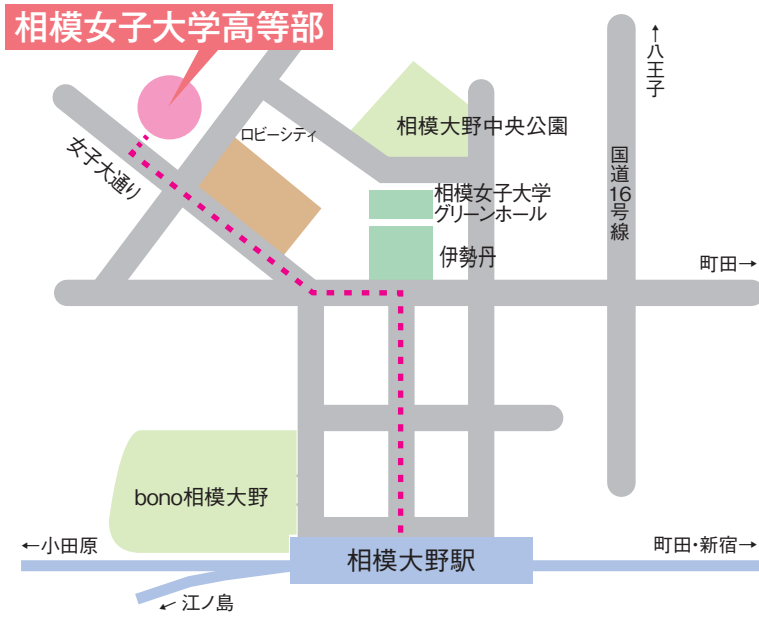 相模女子大学高等部
↑八王子
相模大野中央公園
ロビーシティ
女子大通り
国道16号線
相模女子大学
グリーンホール
伊勢丹
町田→
bono相模大野
←小田原
相模大野駅
町田・新宿→
←江ノ島